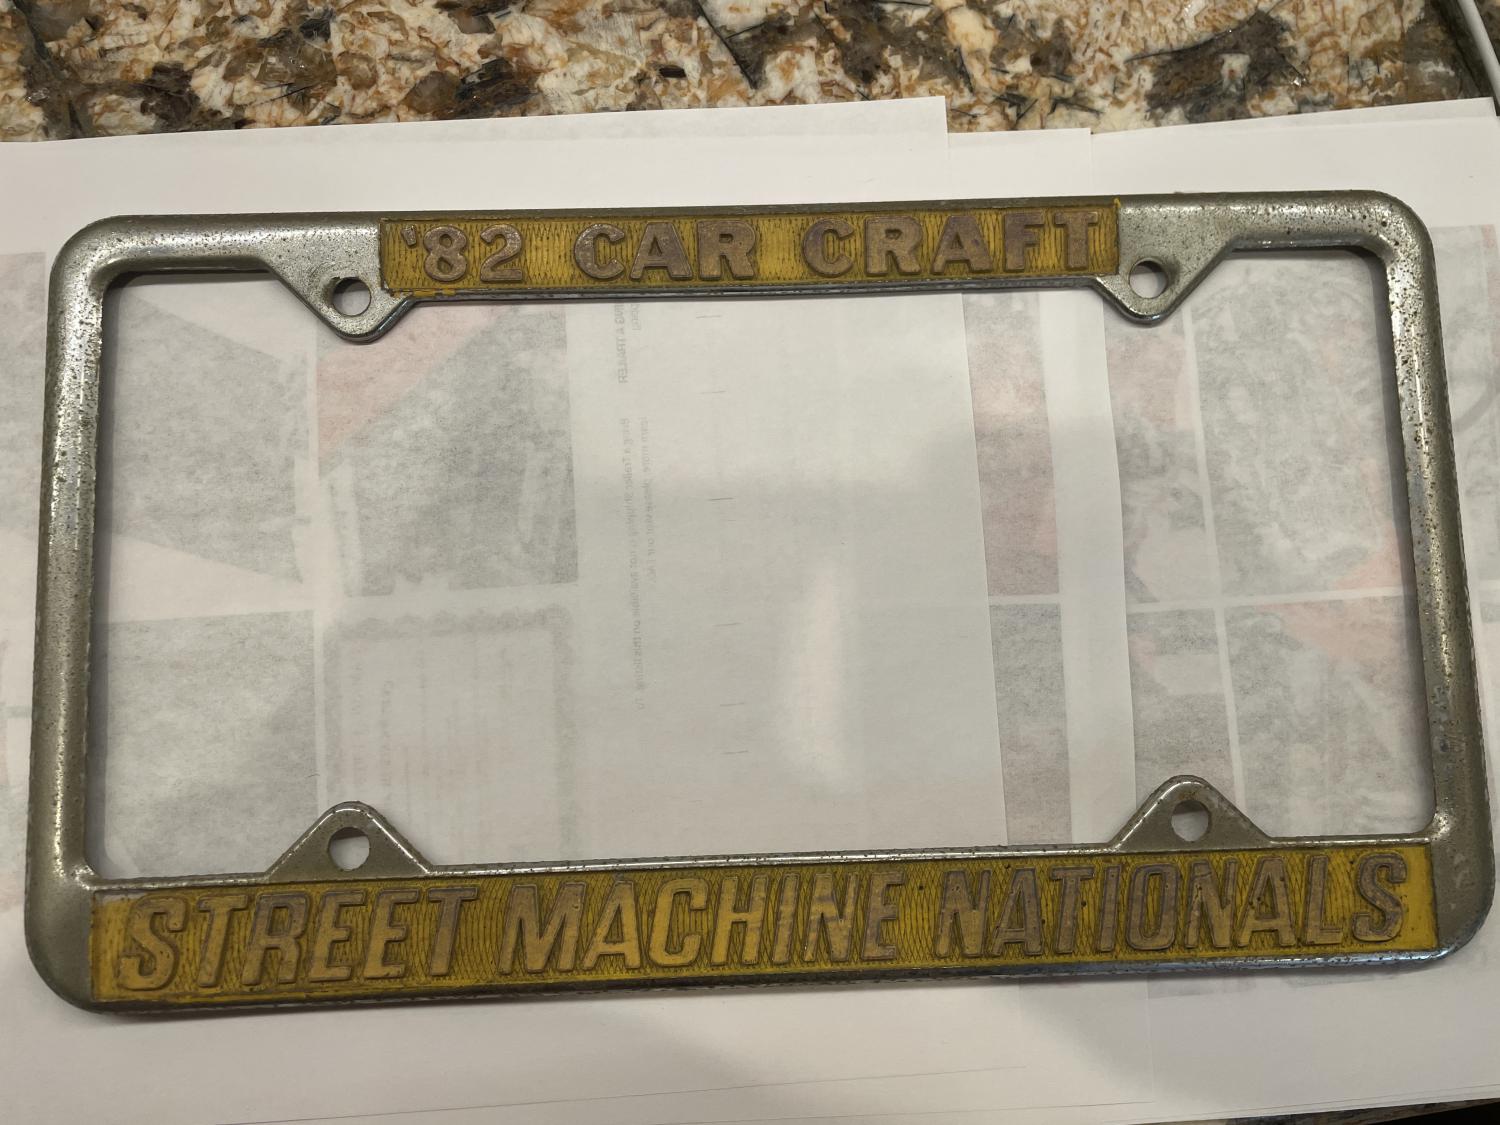 '82 CAR CRAFT
STREET MACHINE NATIONALS